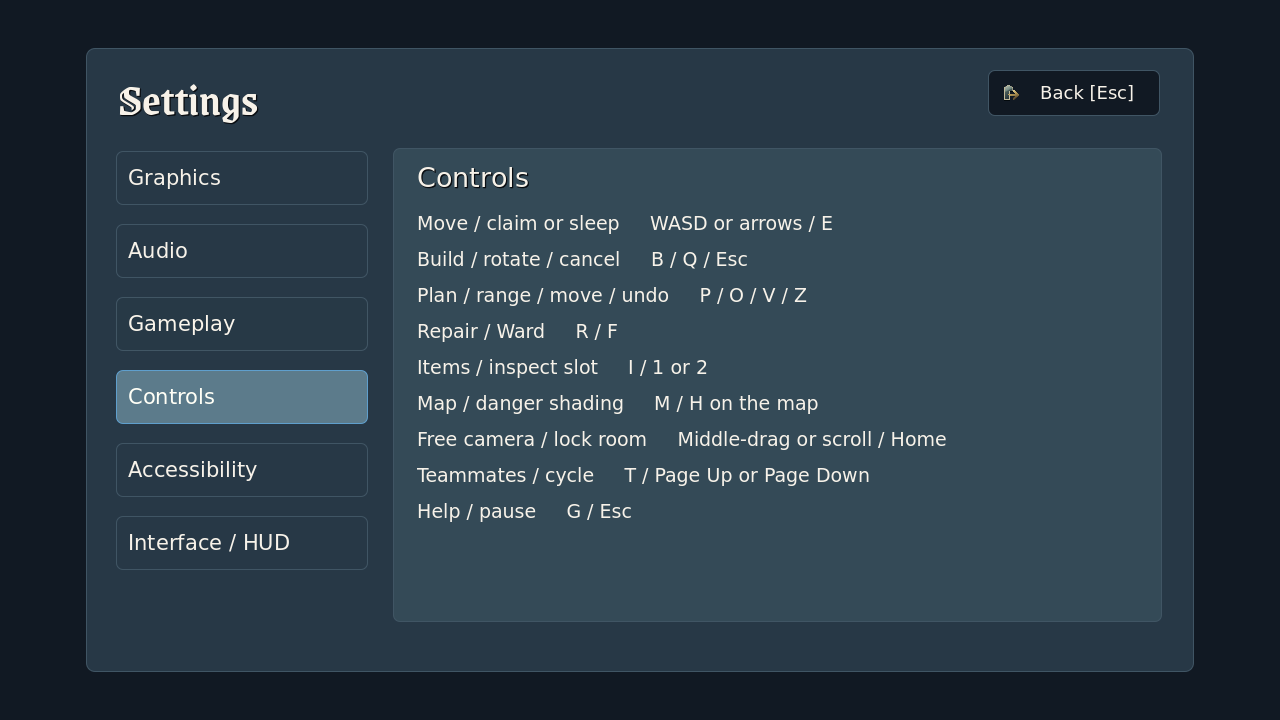 Settings
Back [Esc]
Graphics
Audio
Gameplay
Controls
Accessibility
Interface / HUD
Controls
Move / claim or sleep WASD or arrows / E
Build / rotate / cancel B / Q / Esc
Plan / range / move / undo P / O / V / Z
Repair / Ward R / F
Items / inspect slot I / 1 or 2
Map / danger shading M / H on the map
Free camera / lock room Middle-drag or scroll / Home
Teammates / cycle T / Page Up or Page Down
Help / pause G / Esc